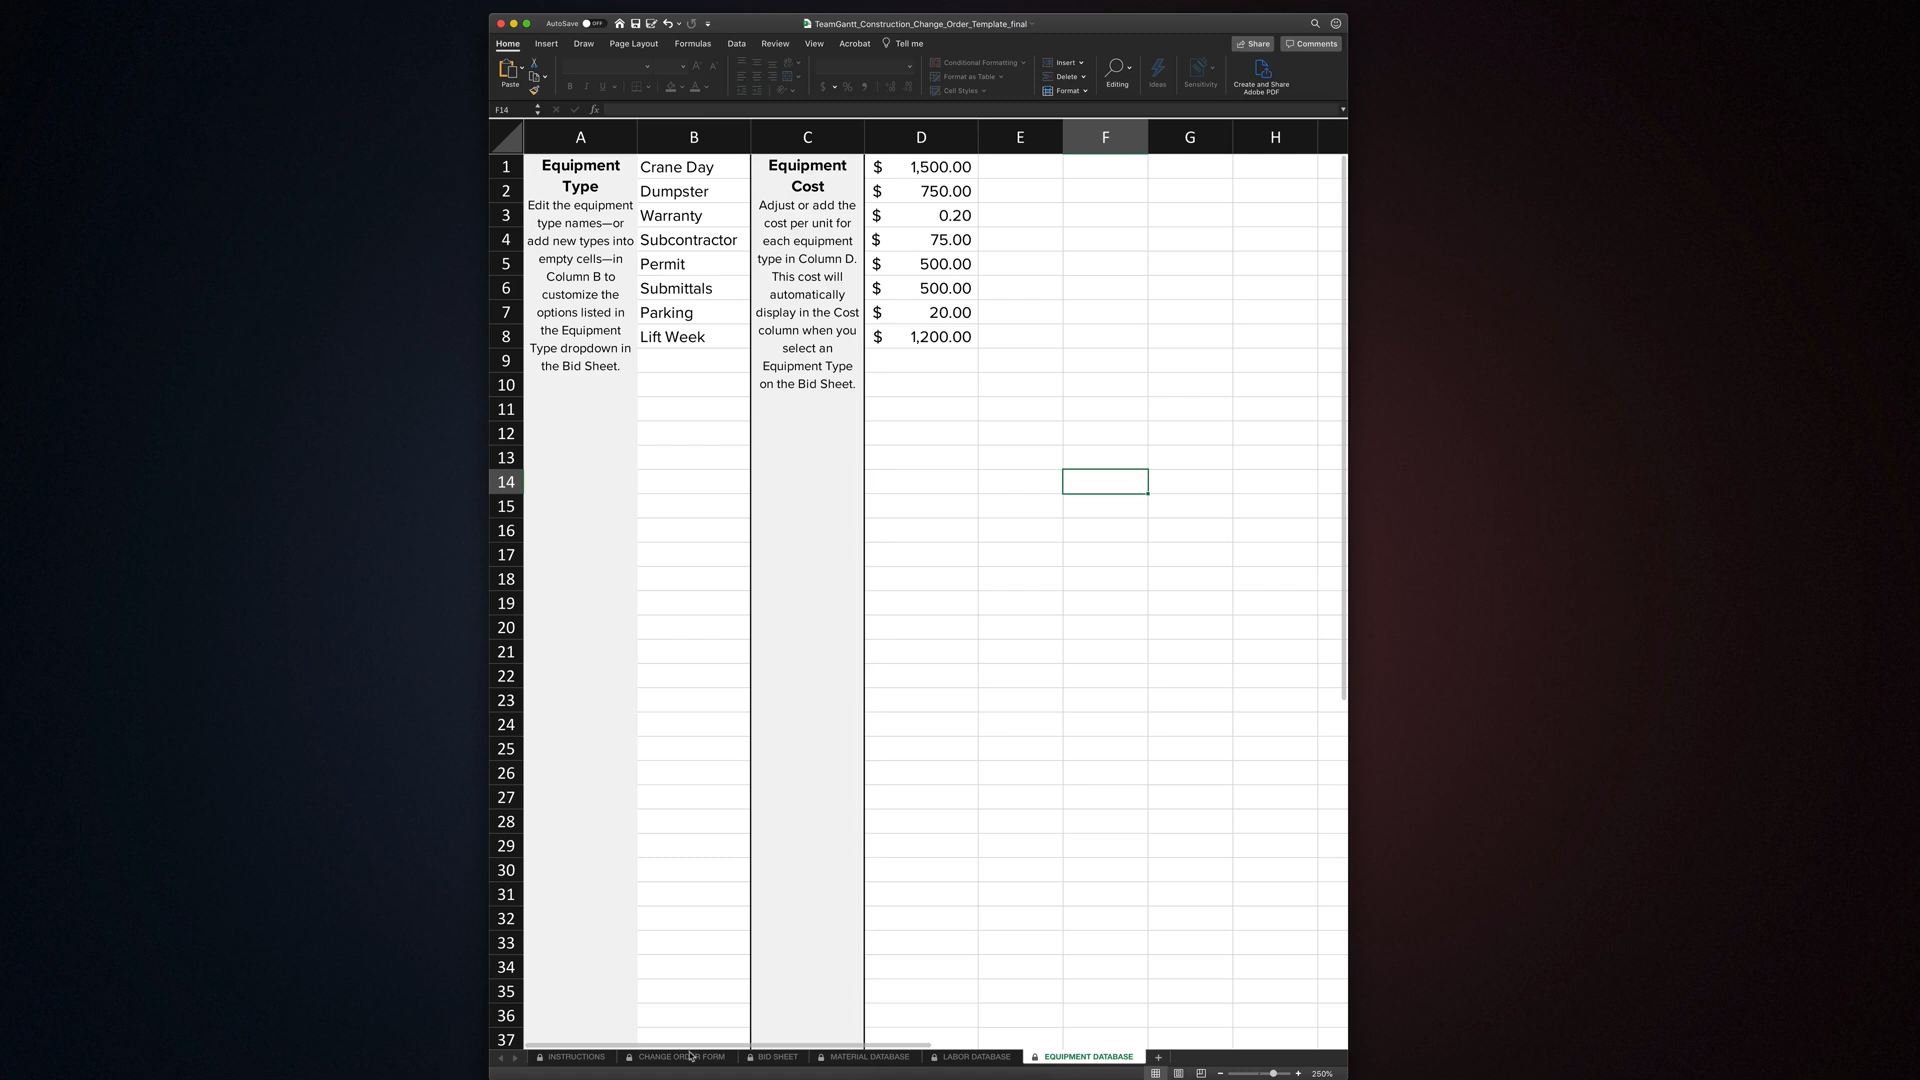 AutoSave OFF
TeamGantt_Construction_Change_Order_Template_final
Home Insert Draw Page Layout Formulas Data Review View Acrobat Tell me
Share Comments
Paste
B I U
$ % 
Conditional Formatting
Format as Table
Cell Styles
Insert
Delete
Format
Editing
Ideas
Sensitivity
Create and Share
Adobe PDF
F14
fx
A B C D E F G H
Equipment
Type
Edit the equipment
type names—or
add new types into
empty cells—in
Column B to
customize the
options listed in
the Equipment
Type dropdown in
the Bid Sheet.
Equipment
Cost
Adjust or add the
cost per unit for
each equipment
type in Column D.
This cost will
automatically
display in the Cost
column when you
select an
Equipment Type
on the Bid Sheet.
1 Crane Day $ 1,500.00
2 Dumpster $ 750.00
3 Warranty $ 0.20
4 Subcontractor $ 75.00
5 Permit $ 500.00
6 Submittals $ 500.00
7 Parking $ 20.00
8 Lift Week $ 1,200.00
9
10
11
12
13
14
15
16
17
18
19
20
21
22
23
24
25
26
27
28
29
30
31
32
33
34
35
36
37
INSTRUCTIONS CHANGE ORDER FORM BID SHEET MATERIAL DATABASE LABOR DATABASE EQUIPMENT DATABASE +
250%